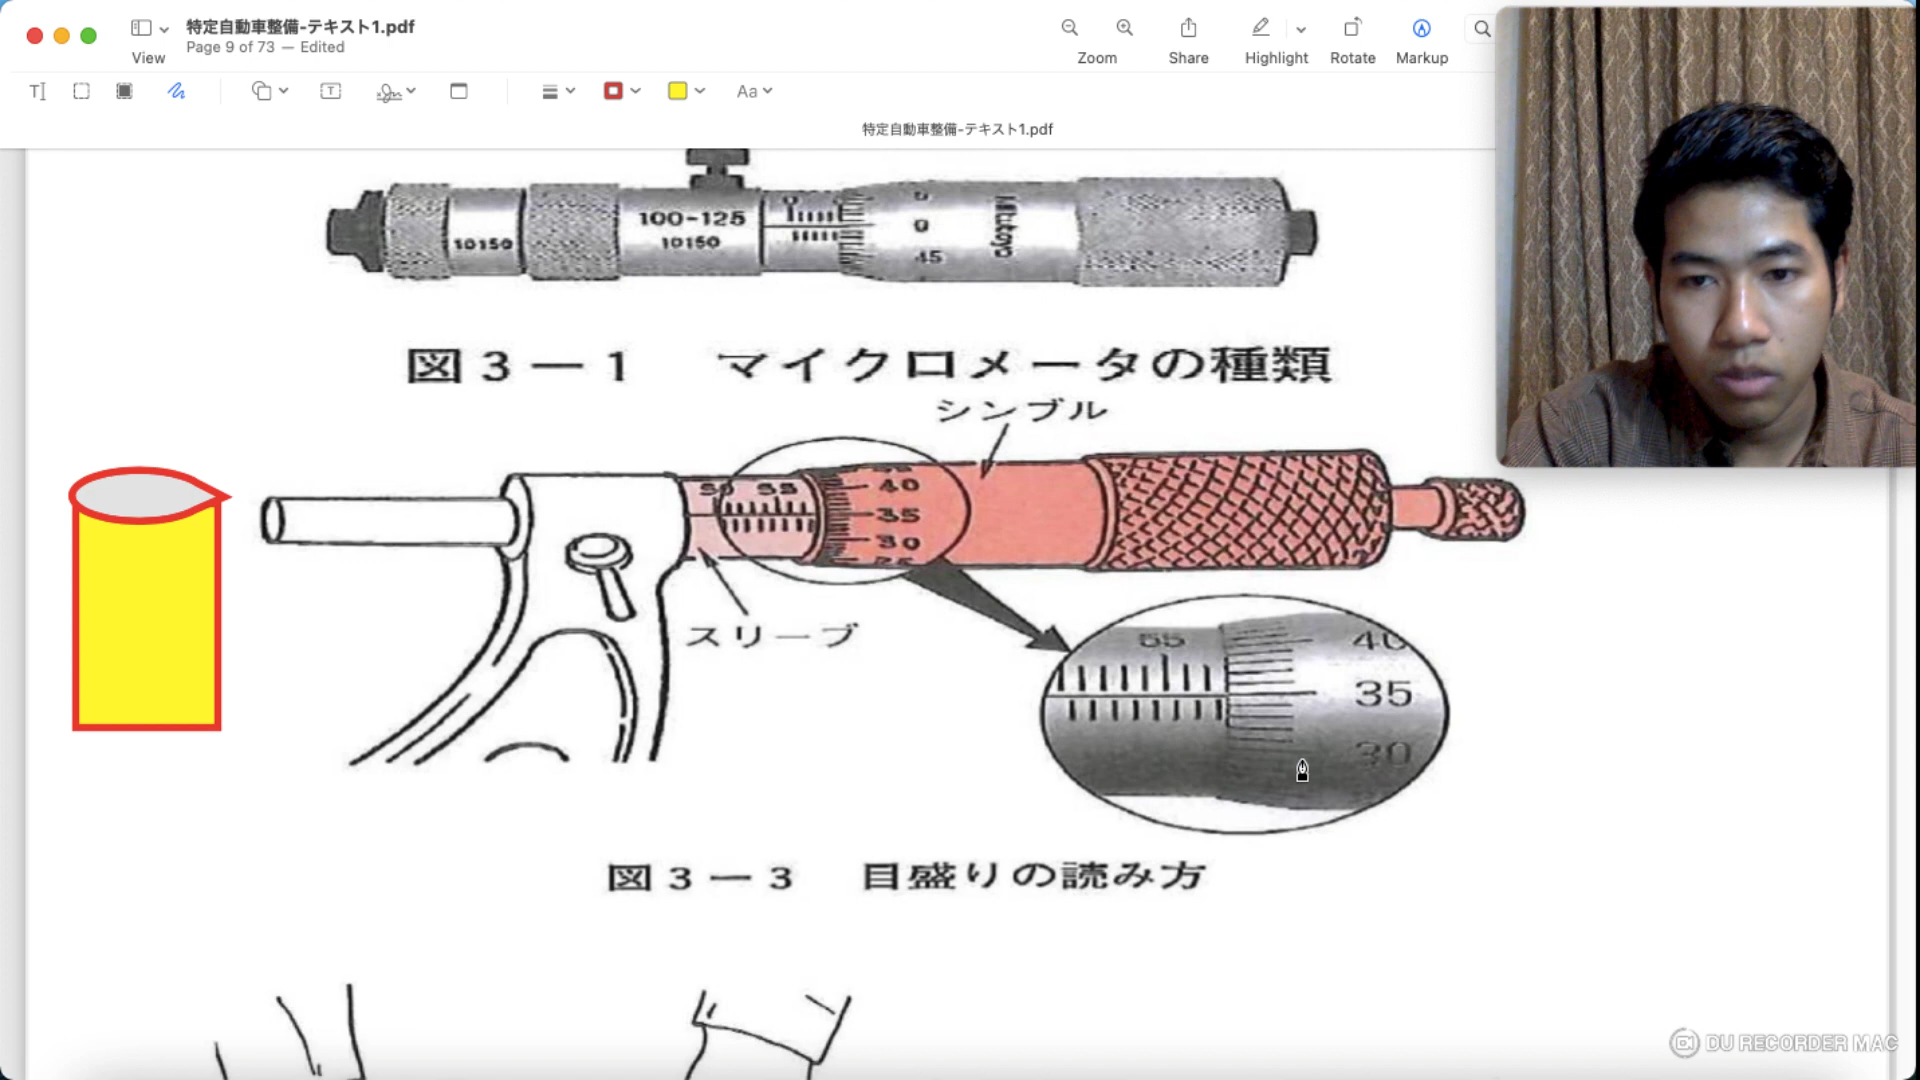 特定自動車整備-テキスト1.pdf
Page 9 of 73 — Edited
View
Zoom
Share
Highlight
Rotate
Markup
T
Aa
特定自動車整備-テキスト1.pdf
100-125
10150
10150
0
0
45
Mitutoyo
図3-1 マイクロメータの種類
シンブル
50 55
40
35
30
スリーブ
55
40
35
30
図3-3 目盛りの読み方
DU RECORDER MAC